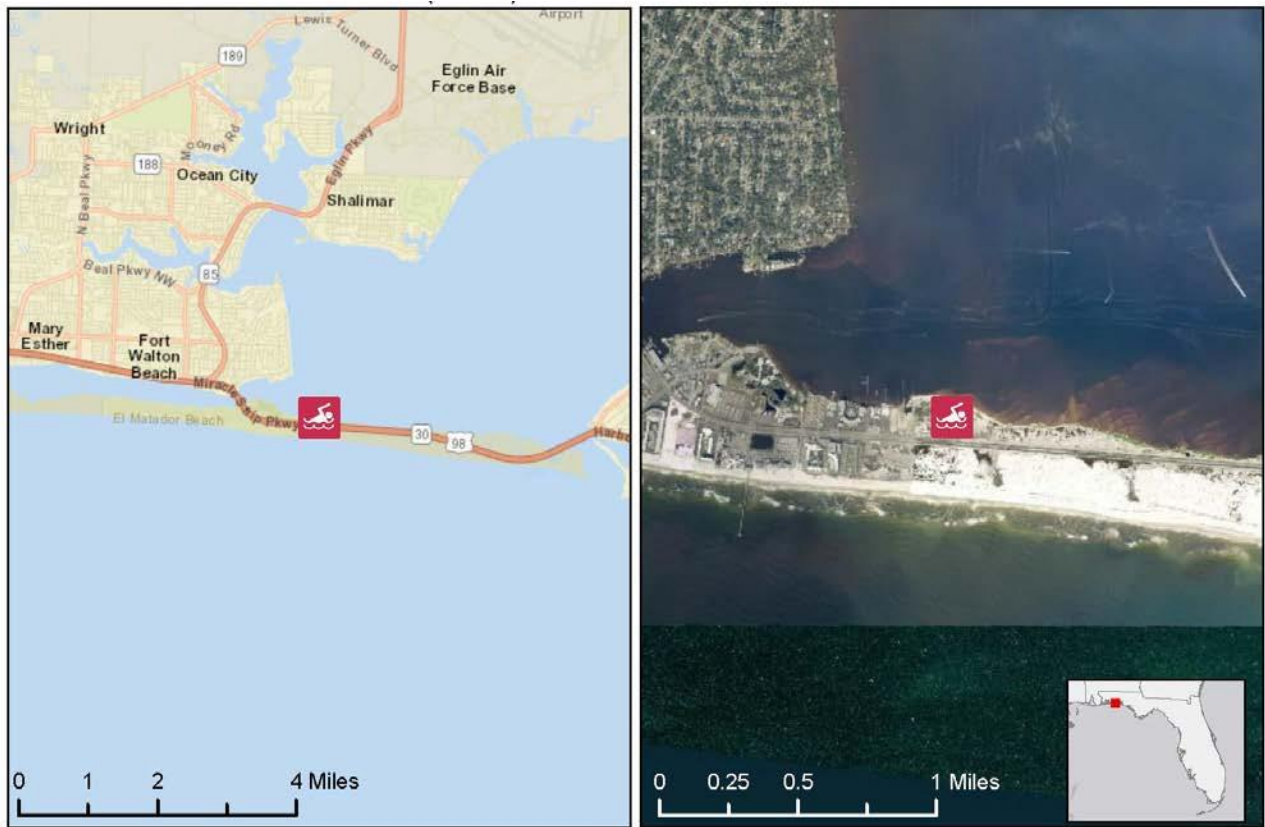 Airport
Lewis Turner Blvd
189
Eglin Air
Force Base
Wright
Mooney Rd
188
N Beal Pkwy
Ocean City
Eglin Pkwy
Shalimar
85
Beal Pkwy NW
Mary
Esther
Fort
Walton
Beach
Miracle Strip Pkwy
El Matador Beach
30
98
Harbo
0 1 2 4 Miles
0 0.25 0.5 1 Miles